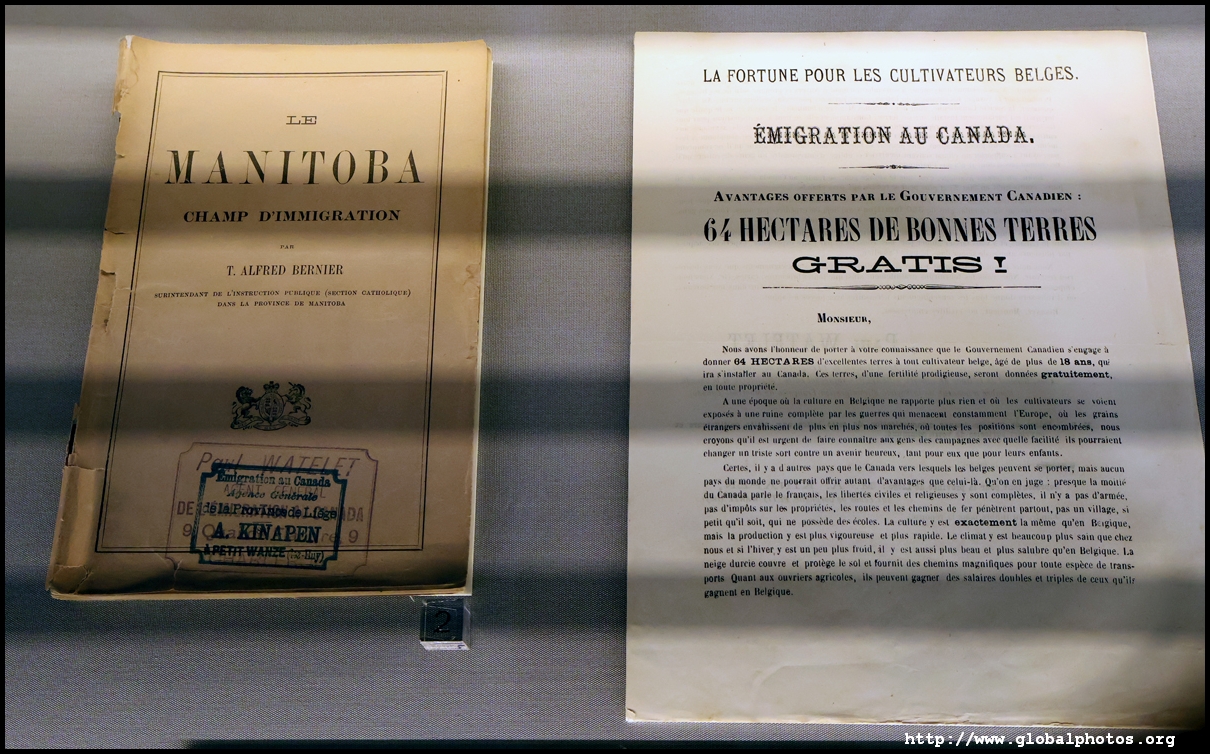 LE
MANITOBA
CHAMP D'IMMIGRATION
PAR
T. ALFRED BERNIER
SURINTENDANT DE L'INSTRUCTION PUBLIQUE (SECTION CATHOLIQUE)
DANS LA PROVINCE DE MANITOBA
Paul WATELET
Emigration au Canada
Agence Générale
de la Province de Liége
A. KINAPEN
A PETIT WANZE (lez-Huy)
2
LA FORTUNE POUR LES CULTIVATEURS BELGES.
ÉMIGRATION AU CANADA.
AVANTAGES OFFERTS PAR LE GOUVERNEMENT CANADIEN :
64 HECTARES DE BONNES TERRES
GRATIS !
MONSIEUR,
Nous avons l'honneur de porter à votre connaissance que le Gouvernement Canadien s'engage à
donner 64 HECTARES d'excellentes terres à tout cultivateur belge, âgé de plus de 18 ans, qui
ira s'installer au Canada. Ces terres, d'une fertilité prodigieuse, seront données gratuitement,
en toute propriété.
A une époque où la culture en Belgique ne rapporte plus rien et où les cultivateurs se voient
exposés à une ruine complète par les guerres qui menacent constamment l'Europe, où les grains
étrangers envahissent de plus en plus nos marchés, où toutes les positions sont encombrées, nous
croyons qu'il est urgent de faire connaître aux gens des campagnes avec quelle facilité ils pourraient
changer un triste sort contre un avenir heureux, tant pour eux que pour leurs enfants.
Certes, il y a d'autres pays que le Canada vers lesquels les belges peuvent se porter, mais aucun
pays du monde ne pourrait offrir autant d'avantages que celui-là. Qu'on en juge : presque la moitié
du Canada parle le français, les libertés civiles et religieuses y sont complètes, il n'y a pas d'armée,
pas d'impôts sur les propriétés, les routes et les chemins de fer pénètrent partout, pas un village, si
petit qu'il soit, qui ne possède des écoles. La culture y est exactement la même qu'en Belgique,
mais la production y est plus vigoureuse et plus rapide. Le climat y est beaucoup plus sain que chez
nous et si l'hiver y est un peu plus froid, il y est aussi plus beau et plus salubre qu'en Belgique. La
neige durcie couvre et protège le sol et fournit des chemins magnifiques pour toute espèce de trans-
ports Quant aux ouvriers agricoles, ils peuvent gagner des salaires doubles et triples de ceux qu'ils
gagnent en Belgique.
http://www.globalphotos.org